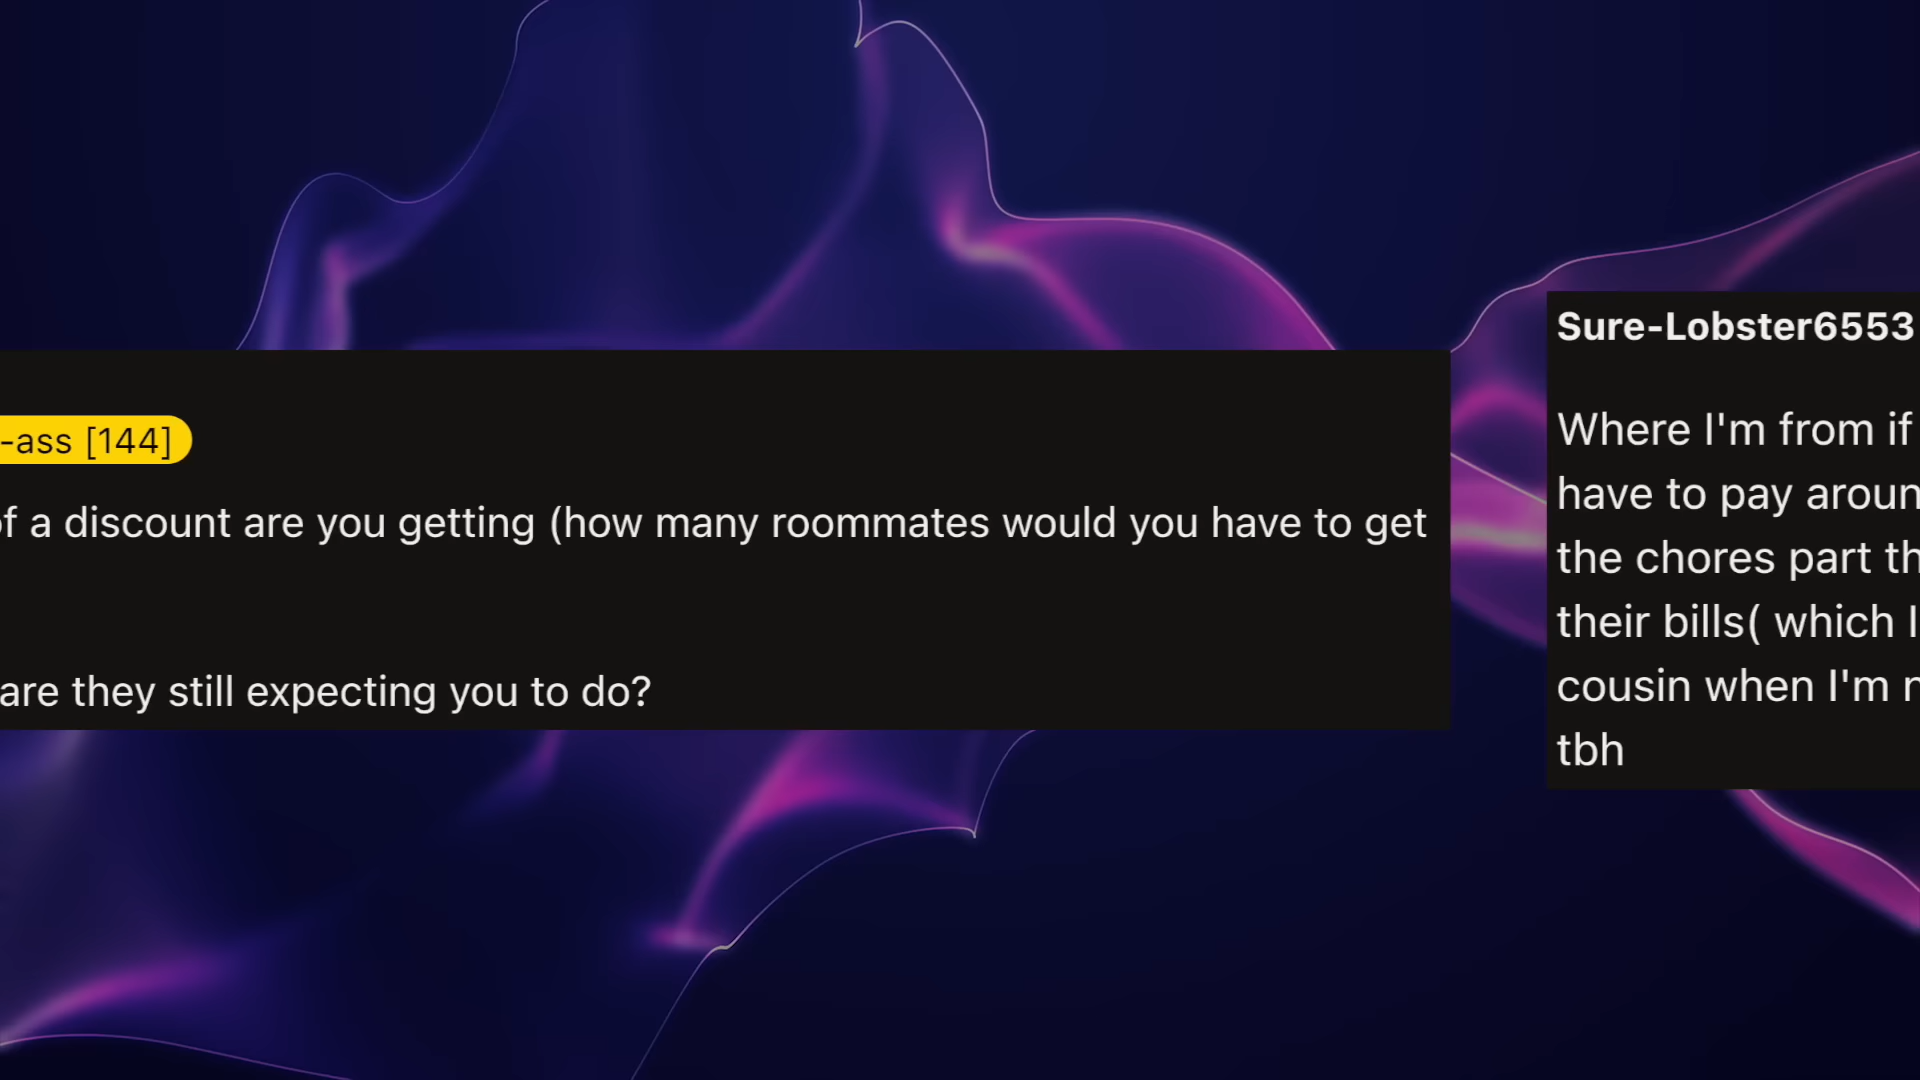 -ass [144]
of a discount are you getting (how many roommates would you have to get
are they still expecting you to do?
Sure-Lobster6553
Where I'm from if
have to pay aroun
the chores part th
their bills( which I
cousin when I'm n
tbh